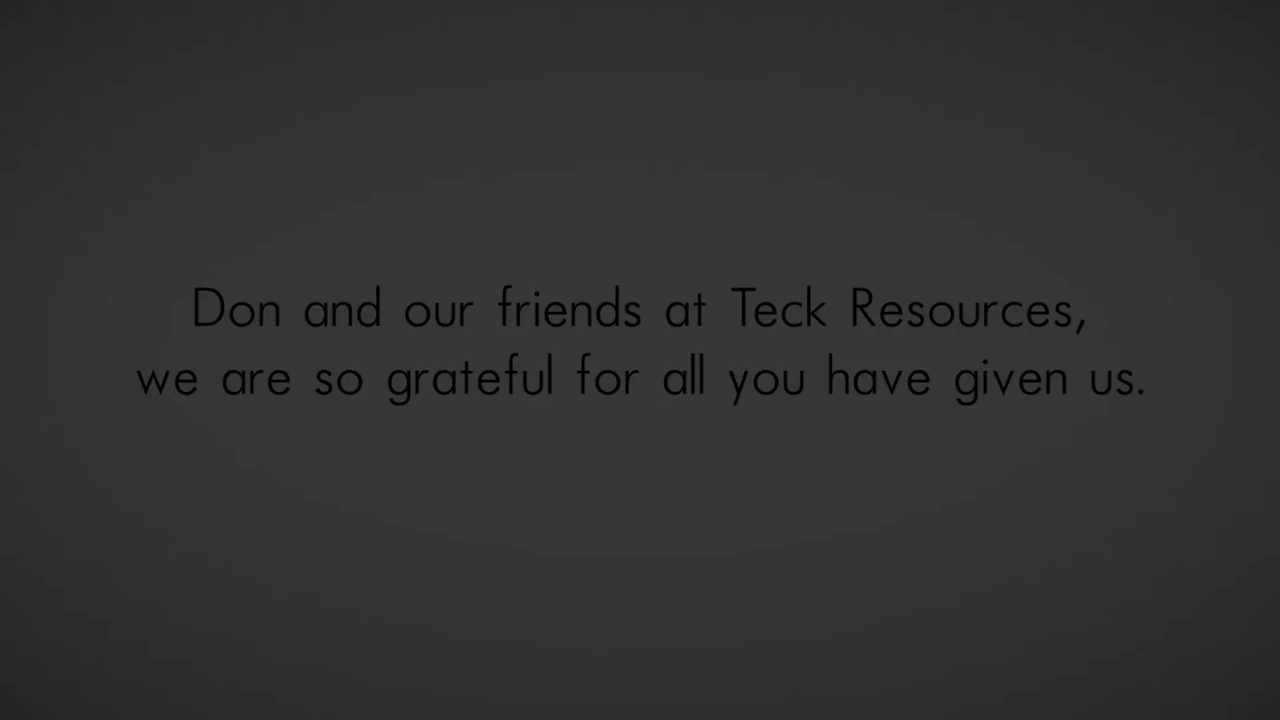 Don and our friends at Teck Resources,
we are so grateful for all you have given us.